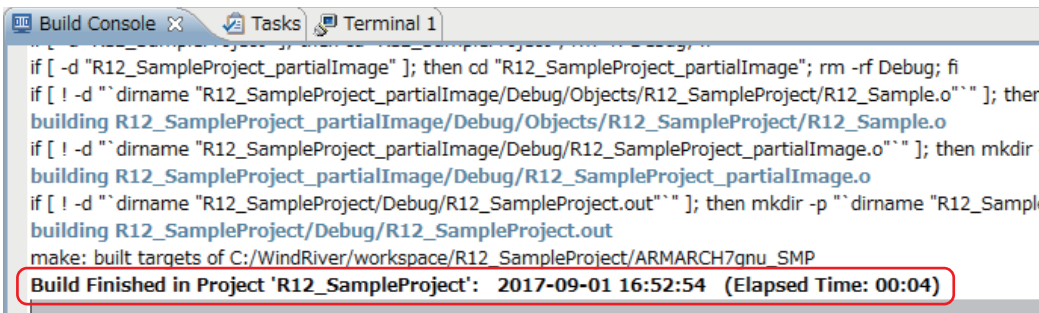 Build Console Tasks Terminal 1
if [ -d "R12_SampleProject_partialImage" ]; then cd "R12_SampleProject_partialImage"; rm -rf Debug; fi
if [ ! -d "`dirname "R12_SampleProject_partialImage/Debug/Objects/R12_SampleProject/R12_Sample.o"`" ]; then
building R12_SampleProject_partialImage/Debug/Objects/R12_SampleProject/R12_Sample.o
if [ ! -d "`dirname "R12_SampleProject_partialImage/Debug/R12_SampleProject_partialImage.o"`" ]; then mkdir
building R12_SampleProject_partialImage/Debug/R12_SampleProject_partialImage.o
if [ ! -d "`dirname "R12_SampleProject/Debug/R12_SampleProject.out"`" ]; then mkdir -p "`dirname "R12_Sample
building R12_SampleProject/Debug/R12_SampleProject.out
make: built targets of C:/WindRiver/workspace/R12_SampleProject/ARMARCH7gnu_SMP
Build Finished in Project 'R12_SampleProject': 2017-09-01 16:52:54 (Elapsed Time: 00:04)